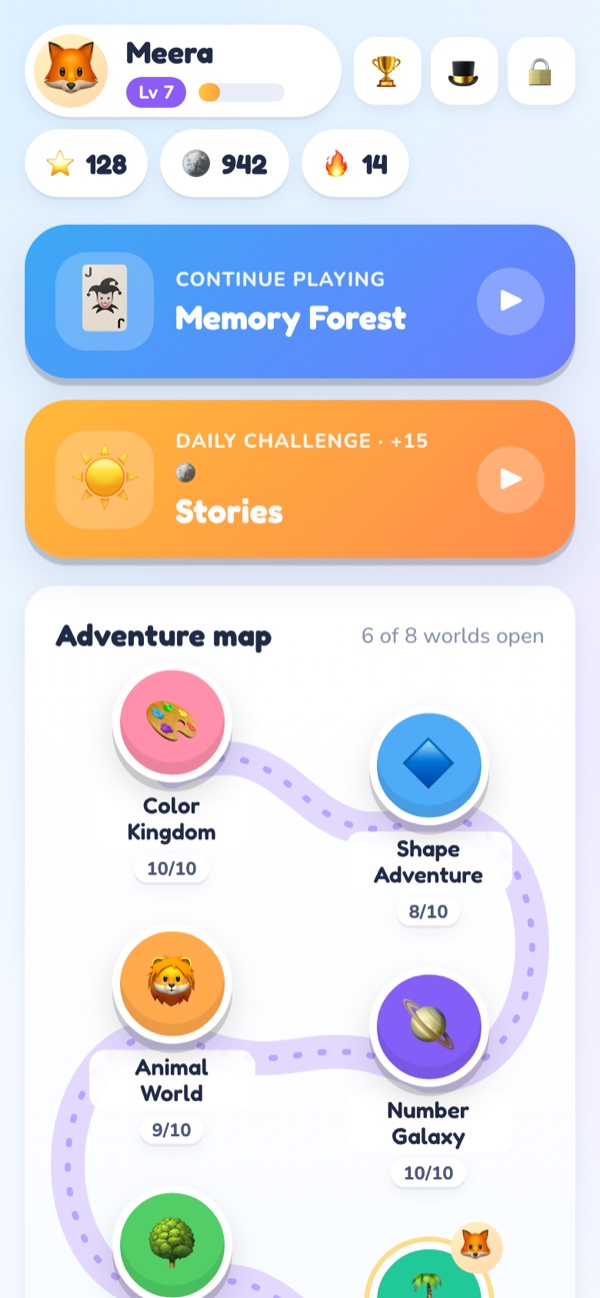 Meera
Lv 7
128
942
14
CONTINUE PLAYING
Memory Forest
DAILY CHALLENGE · +15
Stories
Adventure map
6 of 8 worlds open
Color
Kingdom
10/10
Shape
Adventure
8/10
Animal
World
9/10
Number
Galaxy
10/10